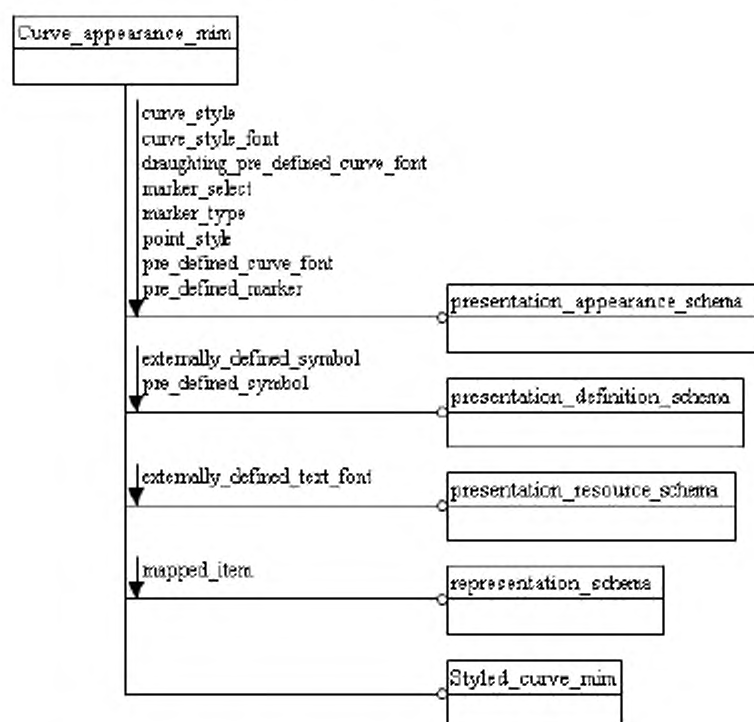 Curve_appearance_mim
curve_style
curve_style_font
draughting_pre_defined_curve_font
marker_select
marker_type
point_style
pre_defined_curve_font
pre_defined_marker
presentation_appearance_schema
externally_defined_symbol
pre_defined_symbol
presentation_definition_schema
externally_defined_text_font
presentation_resource_schema
mapped_item
representation_schema
Styled_curve_mim